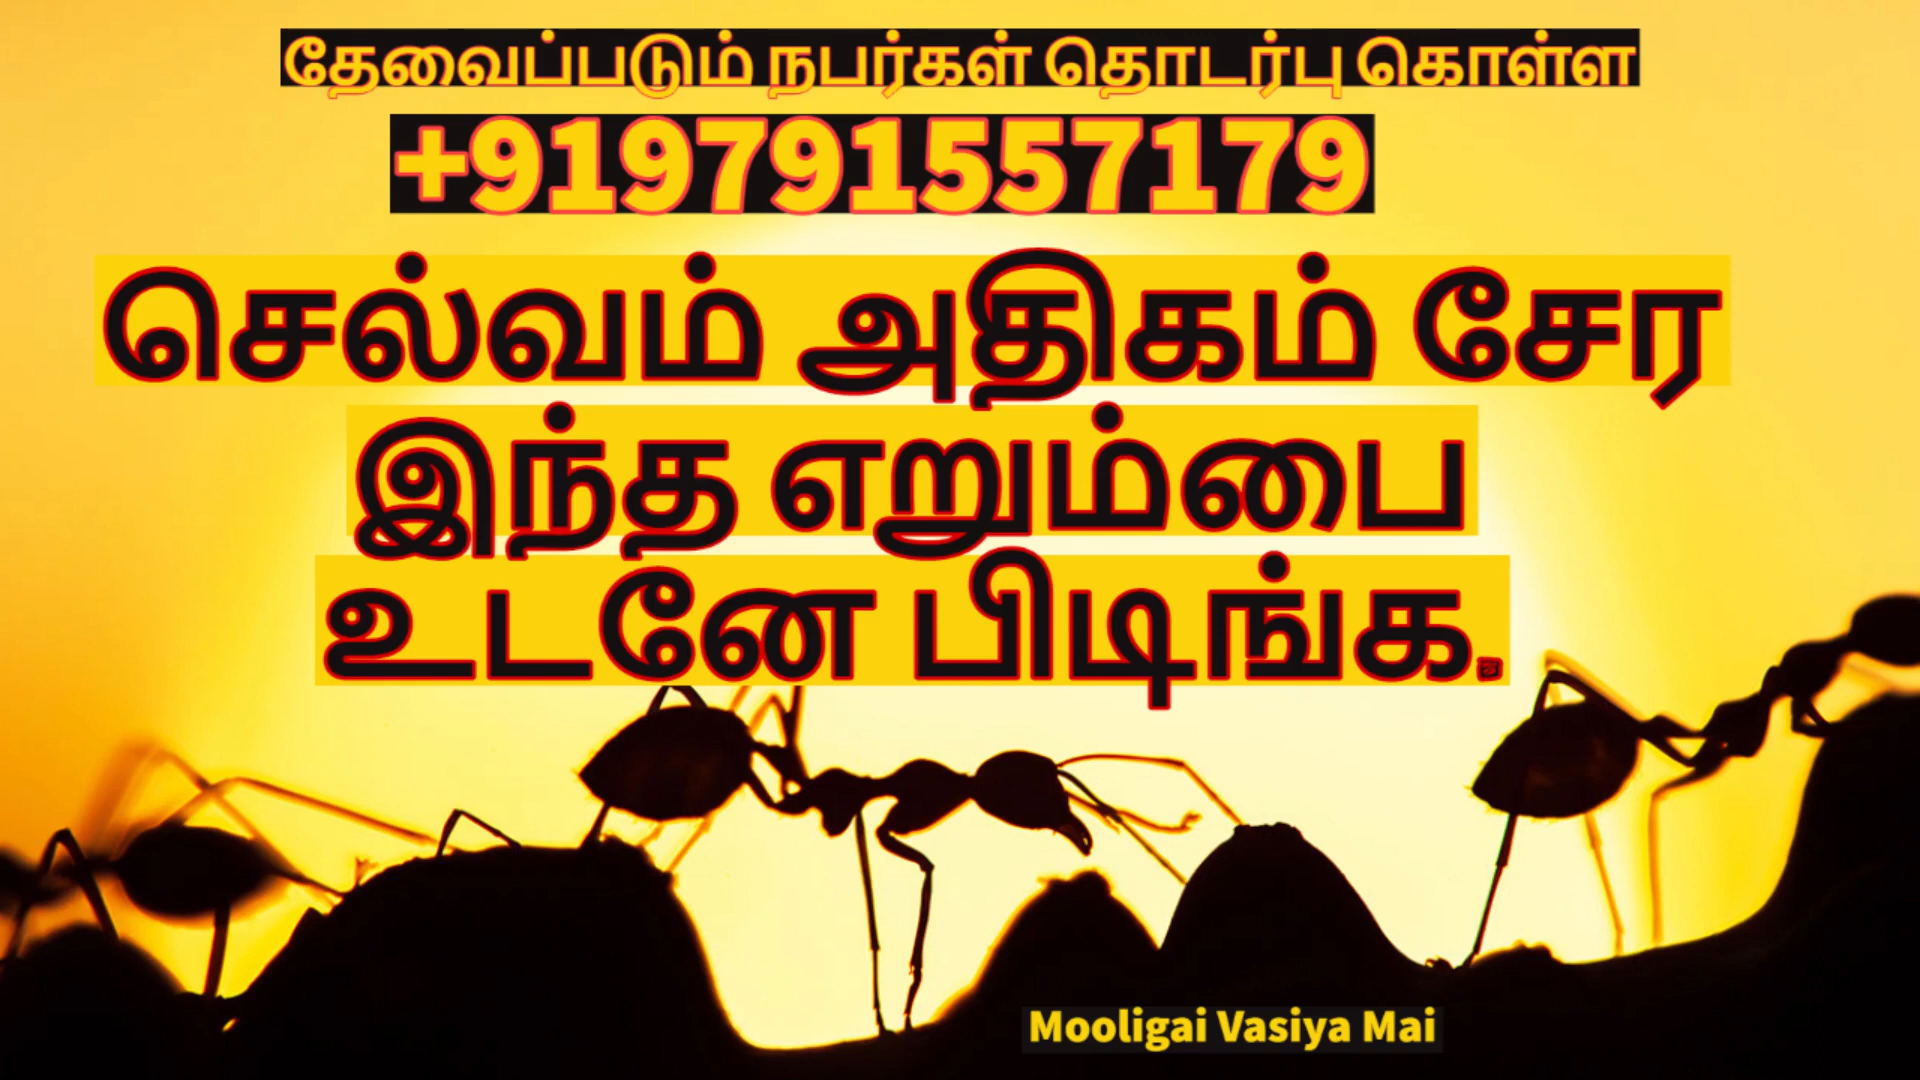 தேவைப்படும் நபர்கள் தொடர்பு கொள்ள
+919791557179
செல்வம் அதிகம் சேர
இந்த எறும்பை
உடனே பிடிங்க.
Mooligai Vasiya Mai